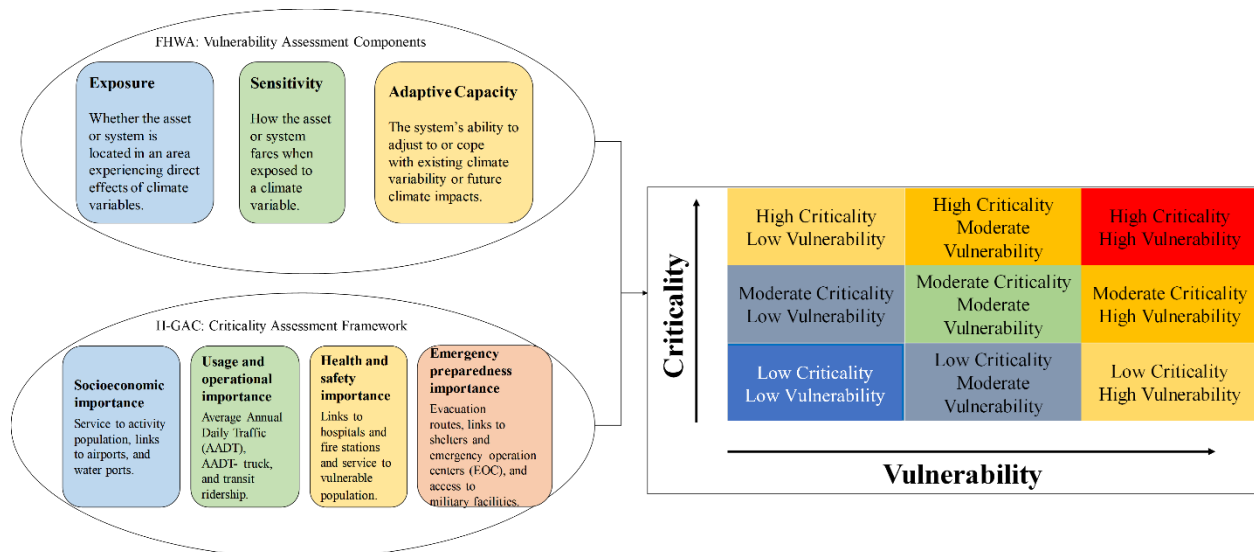 FHWA: Vulnerability Assessment Components
Exposure
Whether the asset
or system is
located in an area
experiencing direct
effects of climate
variables.
Sensitivity
How the asset
or system
fares when
exposed to
a climate
variable.
Adaptive Capacity
The system's ability to
adjust to or cope
with existing climate
variability or future
climate impacts.
H-GAC: Criticality Assessment Framework
Socioeconomic
importance
Service to activity
population, links
to airports, and
water ports.
Usage and
operational
importance
Average Annual
Daily Traffic
(AADT),
AADT- truck,
and transit
ridership.
Health and
safety
importance
Links to
hospitals and
fire stations
and service to
vulnerable
population.
Emergency
preparedness
importance
Evacuation
routes, links to
shelters and
emergency operation
centers (EOC), and
access to
military facilities.
Criticality
High Criticality
Low Vulnerability
High Criticality
Moderate
Vulnerability
High Criticality
High Vulnerability
Moderate Criticality
Low Vulnerability
Moderate Criticality
Moderate
Vulnerability
Moderate Criticality
High Vulnerability
Low Criticality
Low Vulnerability
Low Criticality
Moderate
Vulnerability
Low Criticality
High Vulnerability
Vulnerability